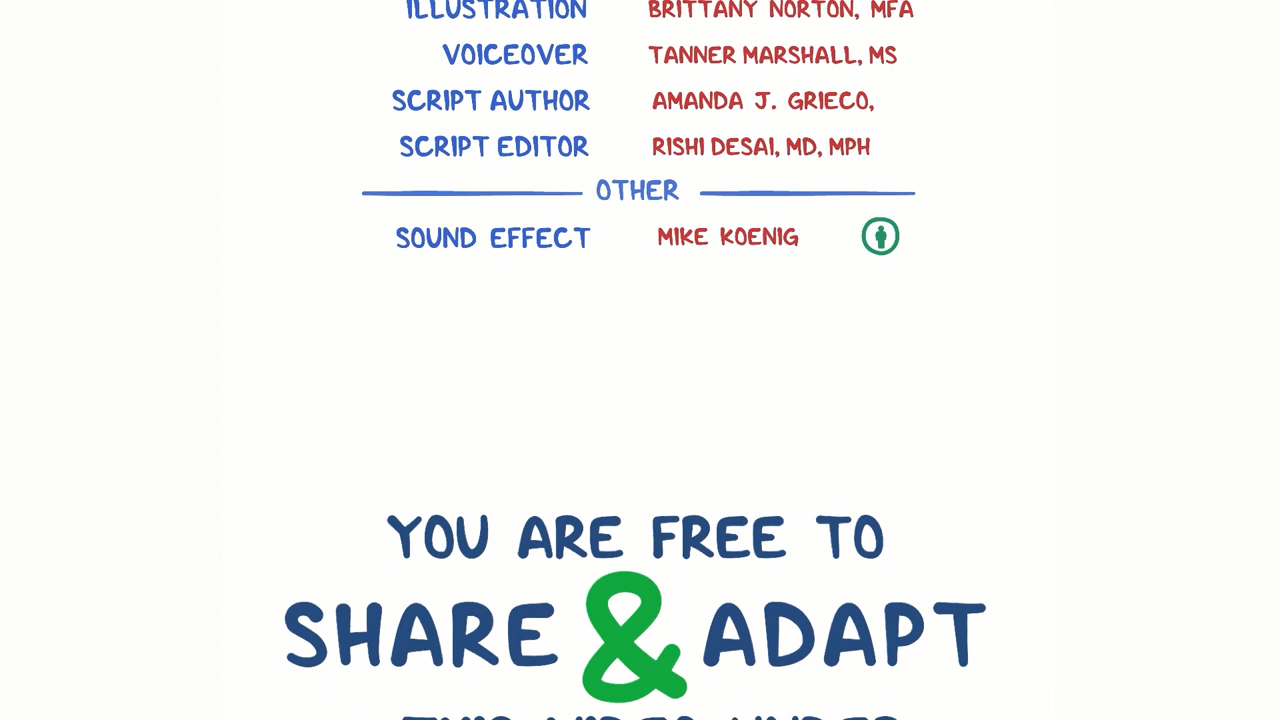 ILLUSTRATION BRITTANY NORTON, MFA
VOICEOVER TANNER MARSHALL, MS
SCRIPT AUTHOR AMANDA J. GRIECO,
SCRIPT EDITOR RISHI DESAI, MD, MPH
OTHER
SOUND EFFECT MIKE KOENIG
YOU ARE FREE TO
SHARE & ADAPT